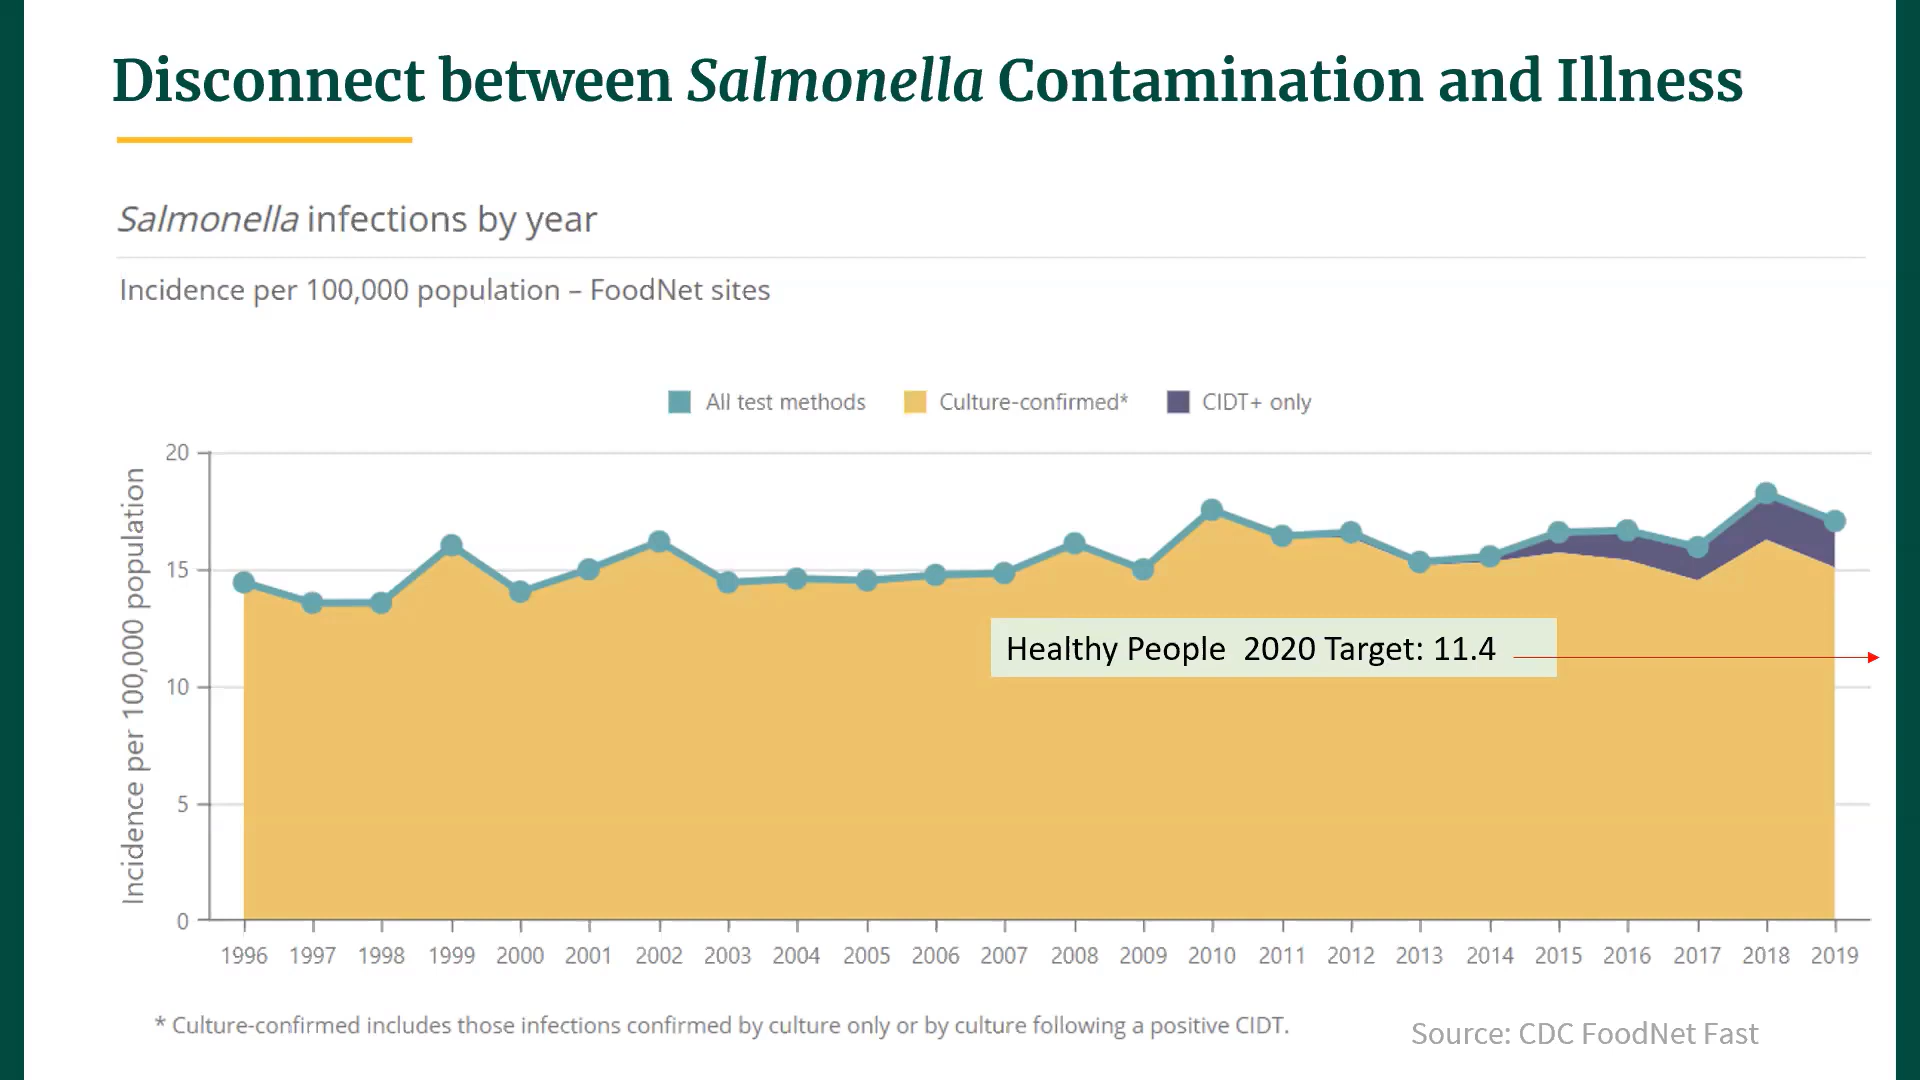 Disconnect between Salmonella Contamination and Illness
Salmonella infections by year
Incidence per 100,000 population – FoodNet sites
All test methods Culture-confirmed* CIDT+ only
Incidence per 100,000 population
20
15
10
5
0
Healthy People 2020 Target: 11.4
1996 1997 1998 1999 2000 2001 2002 2003 2004 2005 2006 2007 2008 2009 2010 2011 2012 2013 2014 2015 2016 2017 2018 2019
* Culture-confirmed includes those infections confirmed by culture only or by culture following a positive CIDT.
Source: CDC FoodNet Fast